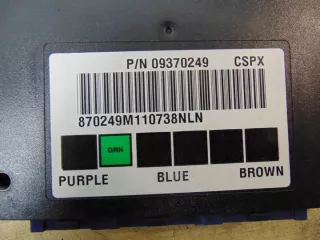 P/N 09370249 CSPX
870249M110738NLN
GRN
PURPLE BLUE BROWN